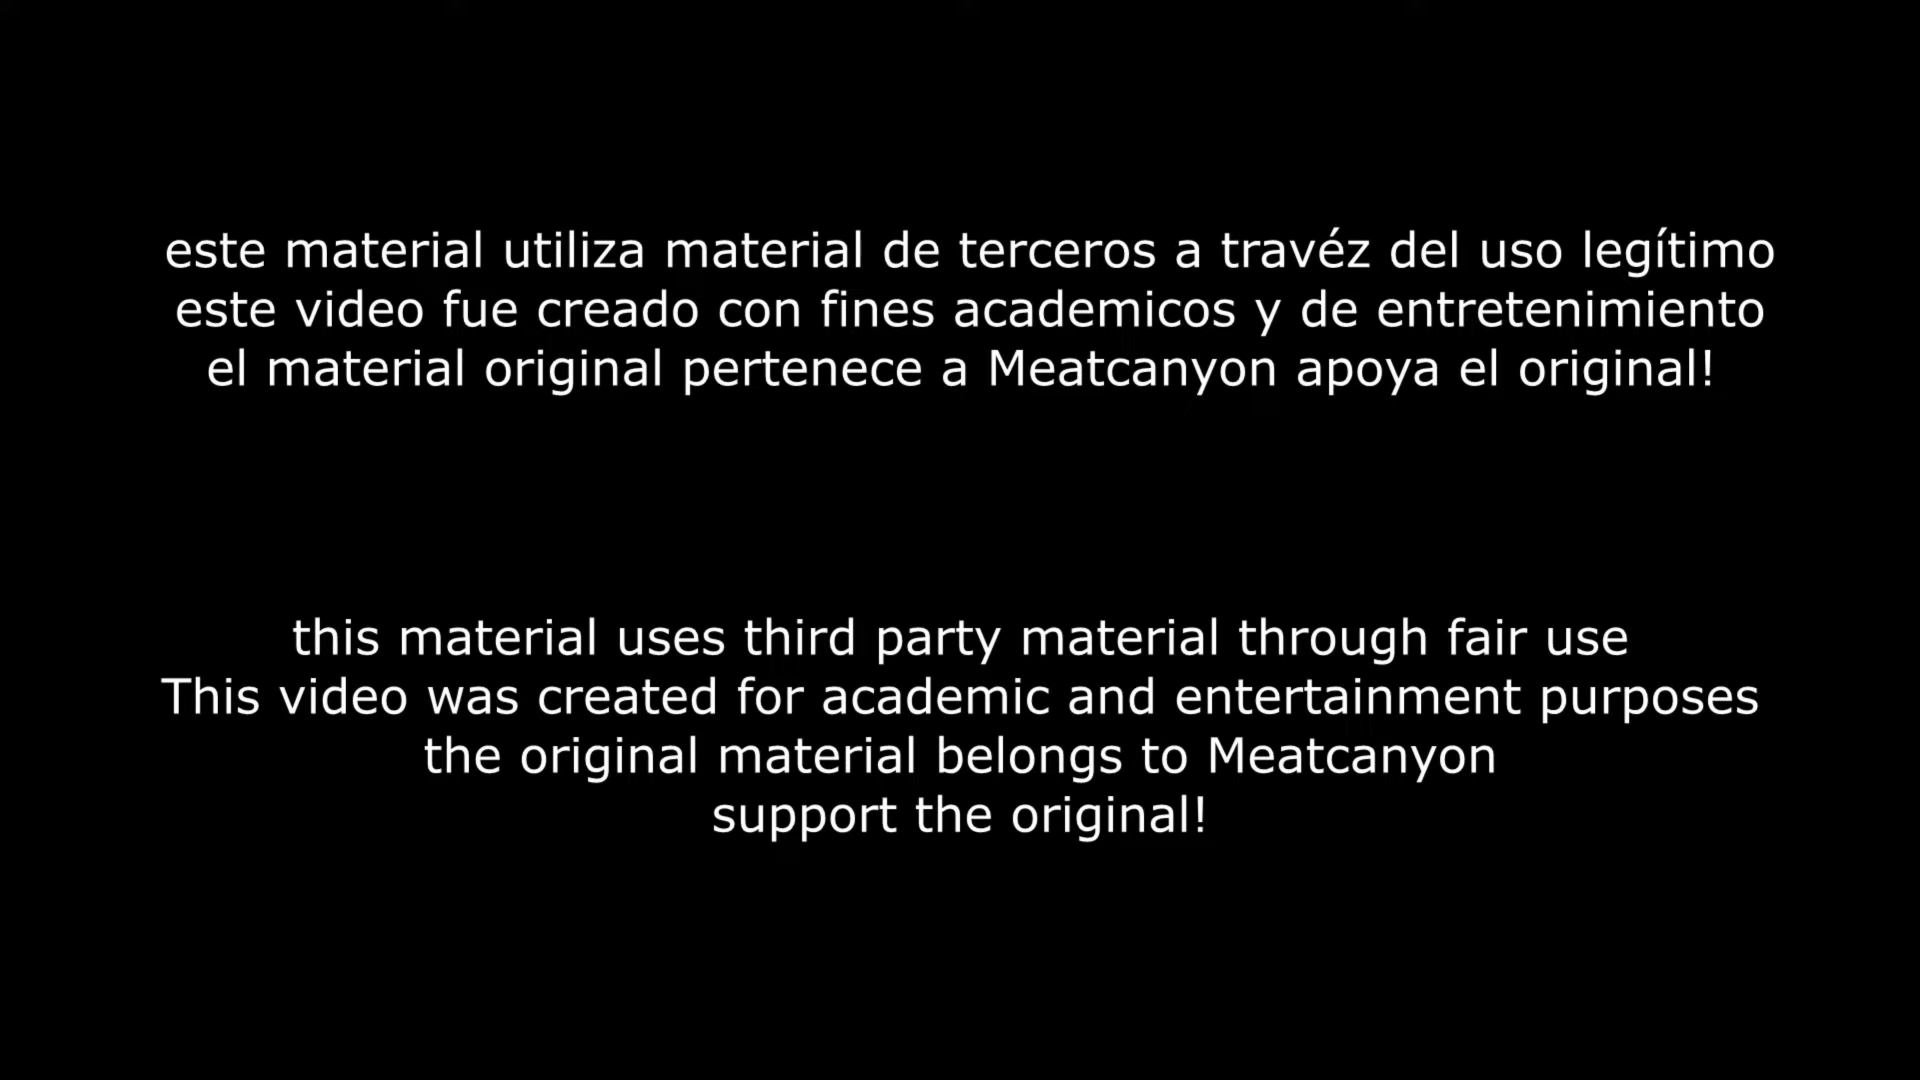 este material utiliza material de terceros a travéz del uso legítimo
este video fue creado con fines academicos y de entretenimiento
el material original pertenece a Meatcanyon apoya el original!
this material uses third party material through fair use
This video was created for academic and entertainment purposes
the original material belongs to Meatcanyon
support the original!